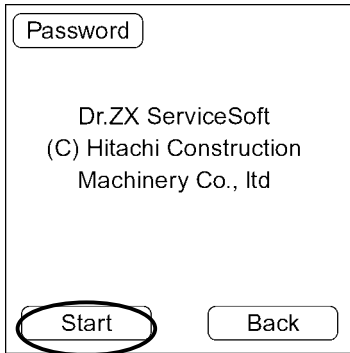 Password
Dr.ZX ServiceSoft
(C) Hitachi Construction
Machinery Co., ltd
Start
Back